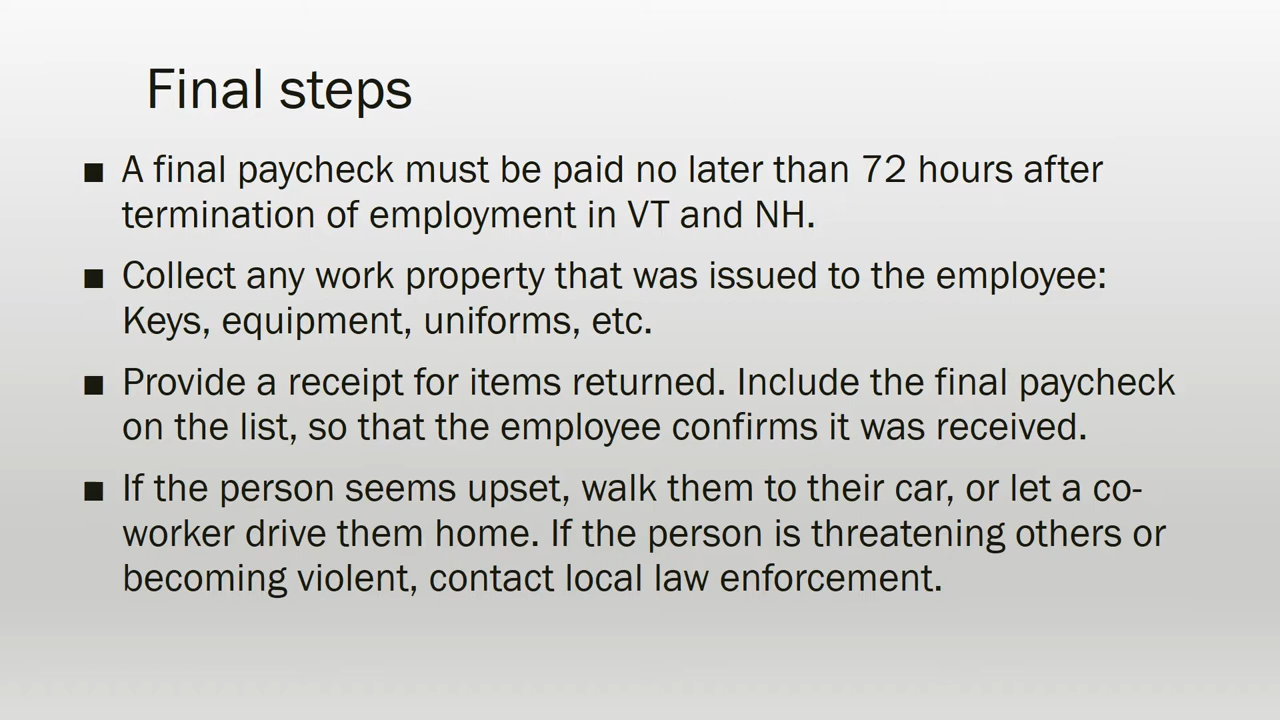 Final steps
■ A final paycheck must be paid no later than 72 hours after
termination of employment in VT and NH.
■ Collect any work property that was issued to the employee:
Keys, equipment, uniforms, etc.
■ Provide a receipt for items returned. Include the final paycheck
on the list, so that the employee confirms it was received.
■ If the person seems upset, walk them to their car, or let a co-
worker drive them home. If the person is threatening others or
becoming violent, contact local law enforcement.